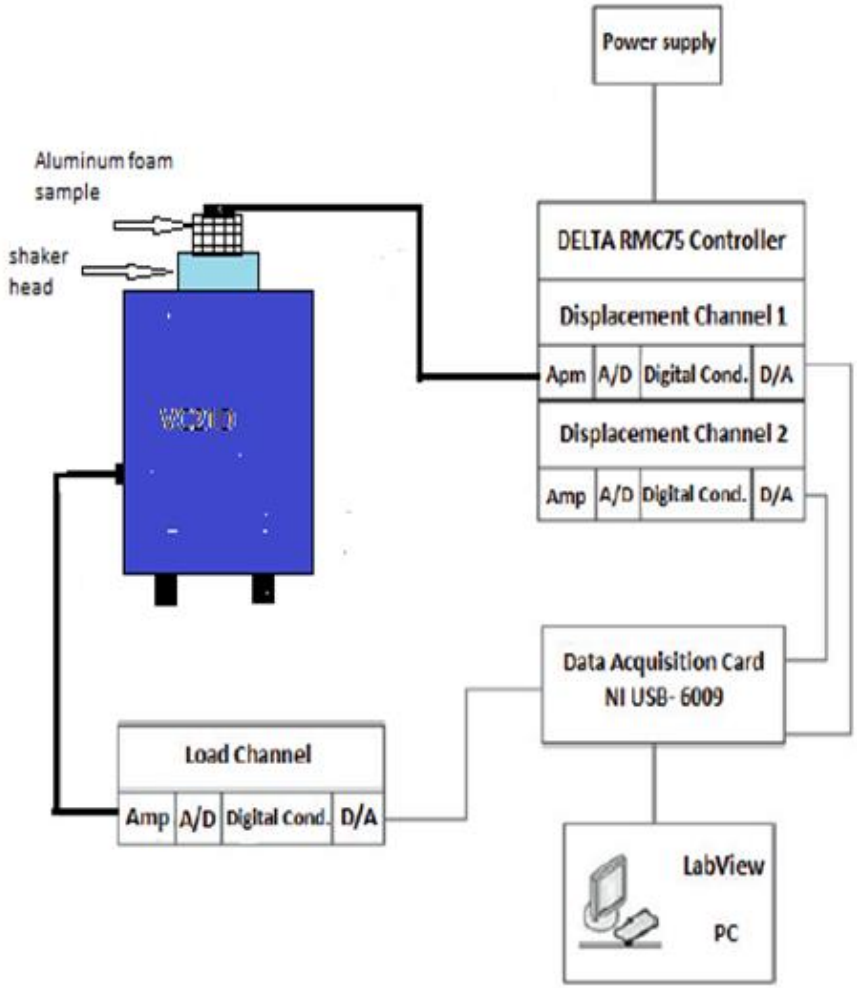 Power supply
Aluminum foam
sample
shaker
head
DELTA RMC75 Controller
Displacement Channel 1
Apm A/D Digital Cond. D/A
Displacement Channel 2
Amp A/D Digital Cond. D/A
Data Acquisition Card
NI USB- 6009
Load Channel
Amp A/D Digital Cond. D/A
LabView
PC